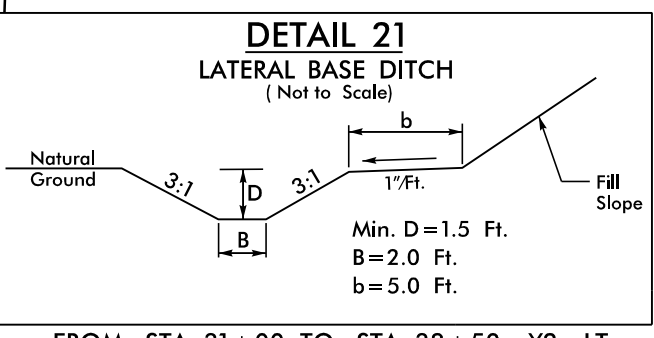 DETAIL 21
LATERAL BASE DITCH
( Not to Scale)
b
Natural
Ground
3:1
D
3:1
1"/Ft.
Fill
Slope
B
Min. D=1.5 Ft.
B=2.0 Ft.
b=5.0 Ft.